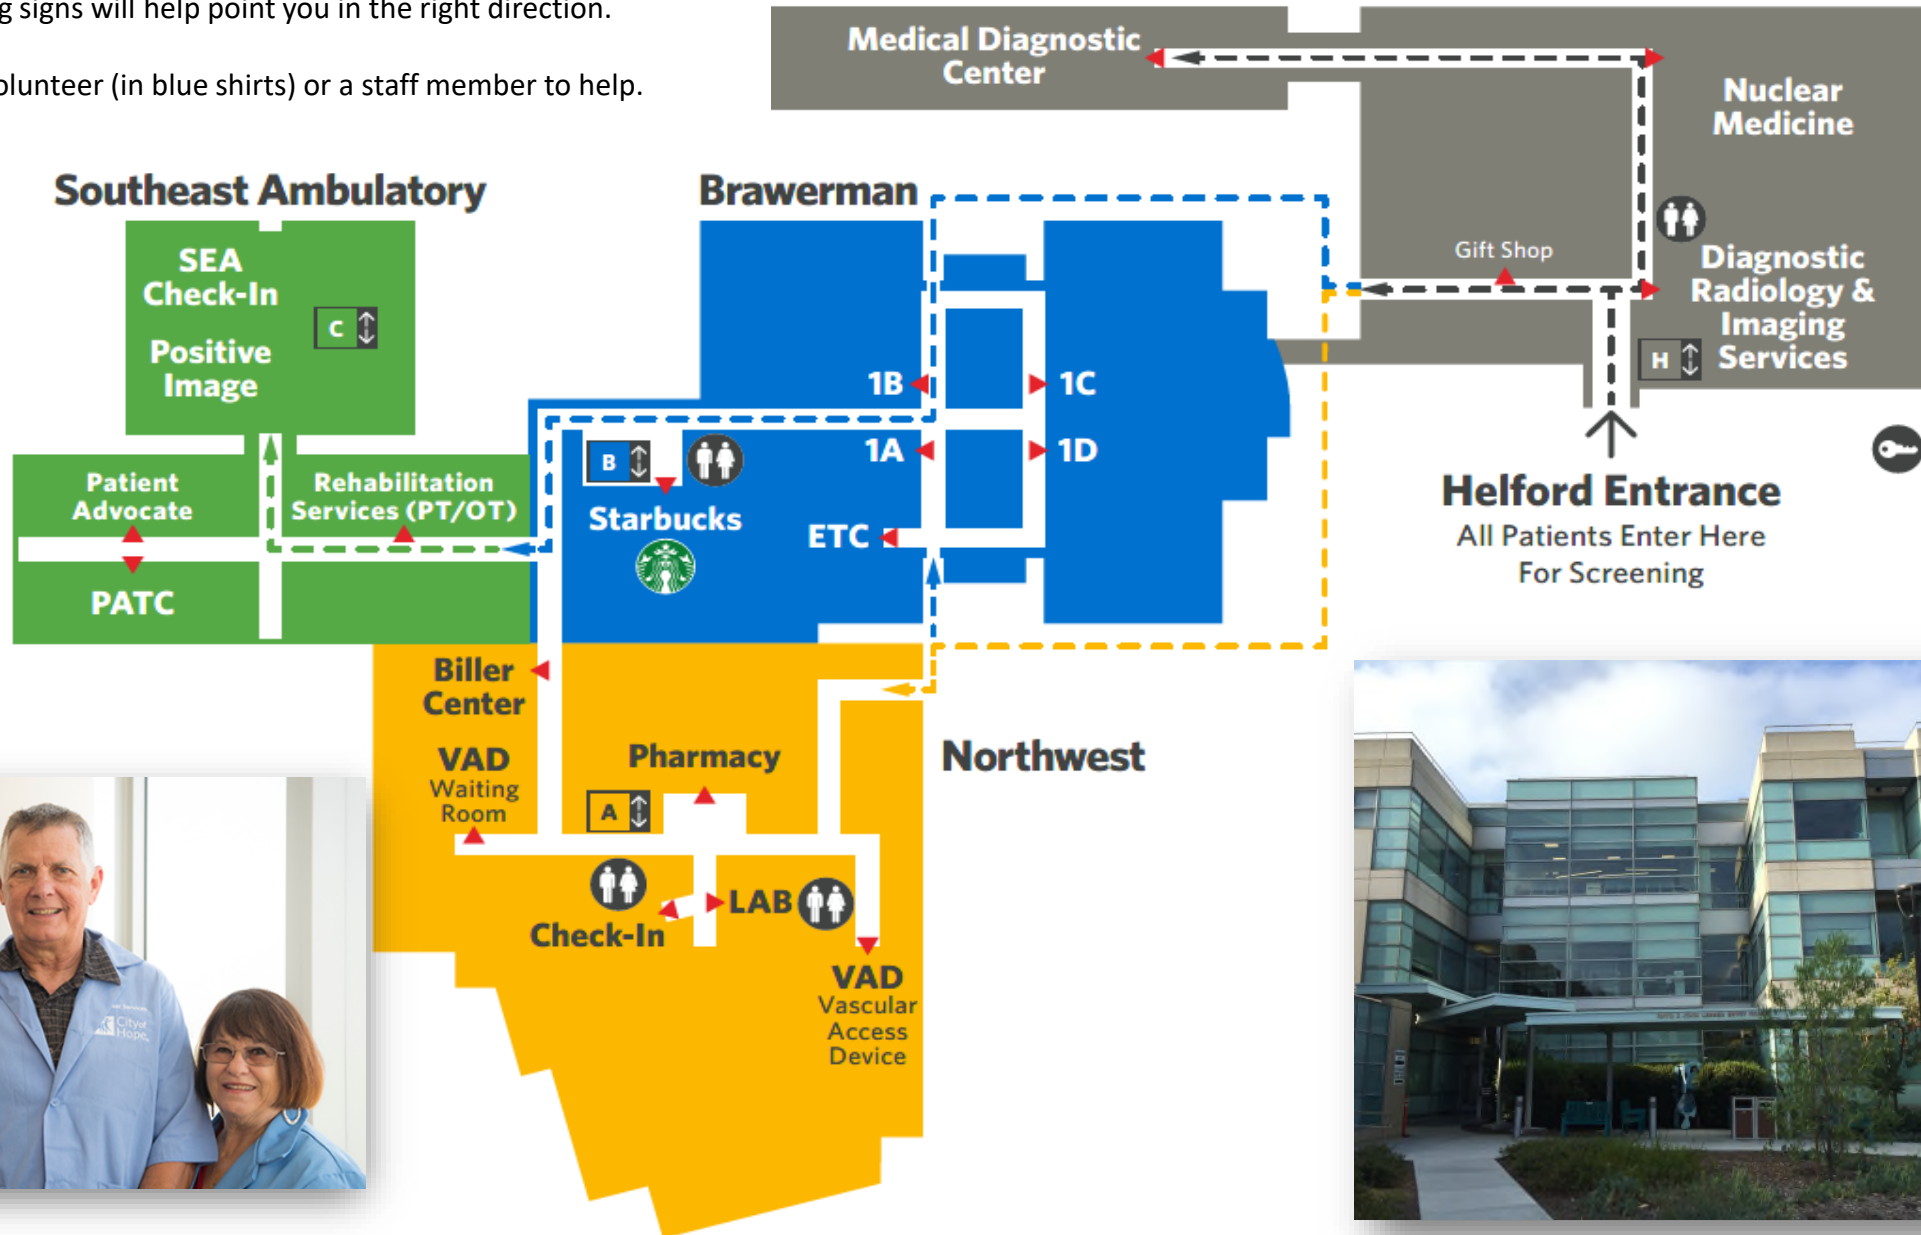 g signs will help point you in the right direction.
olunteer (in blue shirts) or a staff member to help.
Medical Diagnostic
Center
Nuclear
Medicine
Southeast Ambulatory
Brawerman
SEA
Check-In
Positive
Image
C
Gift Shop
Diagnostic
Radiology &
Imaging
Services
H
1B
1C
1A
1D
B
Starbucks
ETC
Helford Entrance
All Patients Enter Here
For Screening
Patient
Advocate
Rehabilitation
Services (PT/OT)
PATC
Biller
Center
VAD
Waiting
Room
Pharmacy
A
Northwest
Check-In
LAB
VAD
Vascular
Access
Device
City of
Hope